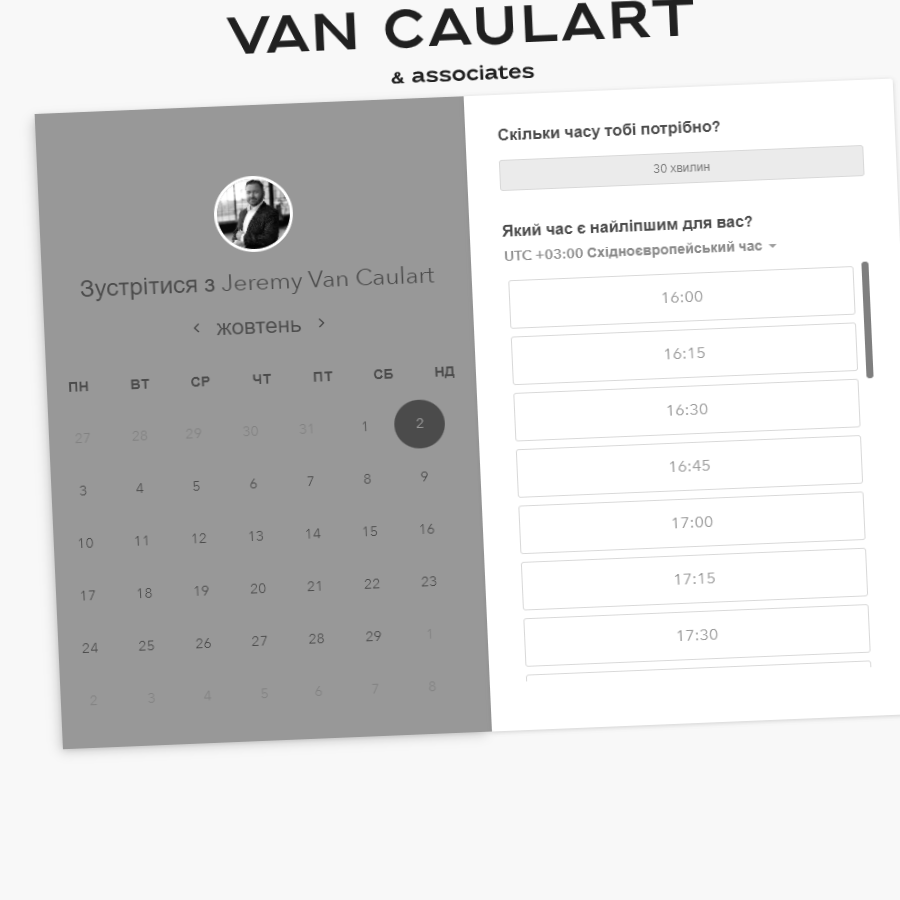 VAN CAULART
& associates
Зустрітися з Jeremy Van Caulart
жовтень
ПН ВТ СР ЧТ ПТ СБ НД
27 28 29 30 31 1 2
3 4 5 6 7 8 9
10 11 12 13 14 15 16
17 18 19 20 21 22 23
24 25 26 27 28 29 1
2 3 4 5 6 7 8
Скільки часу тобі потрібно?
30 хвилин
Який час є найліпшим для вас?
UTC +03:00 Східноєвропейський час
16:00
16:15
16:30
16:45
17:00
17:15
17:30